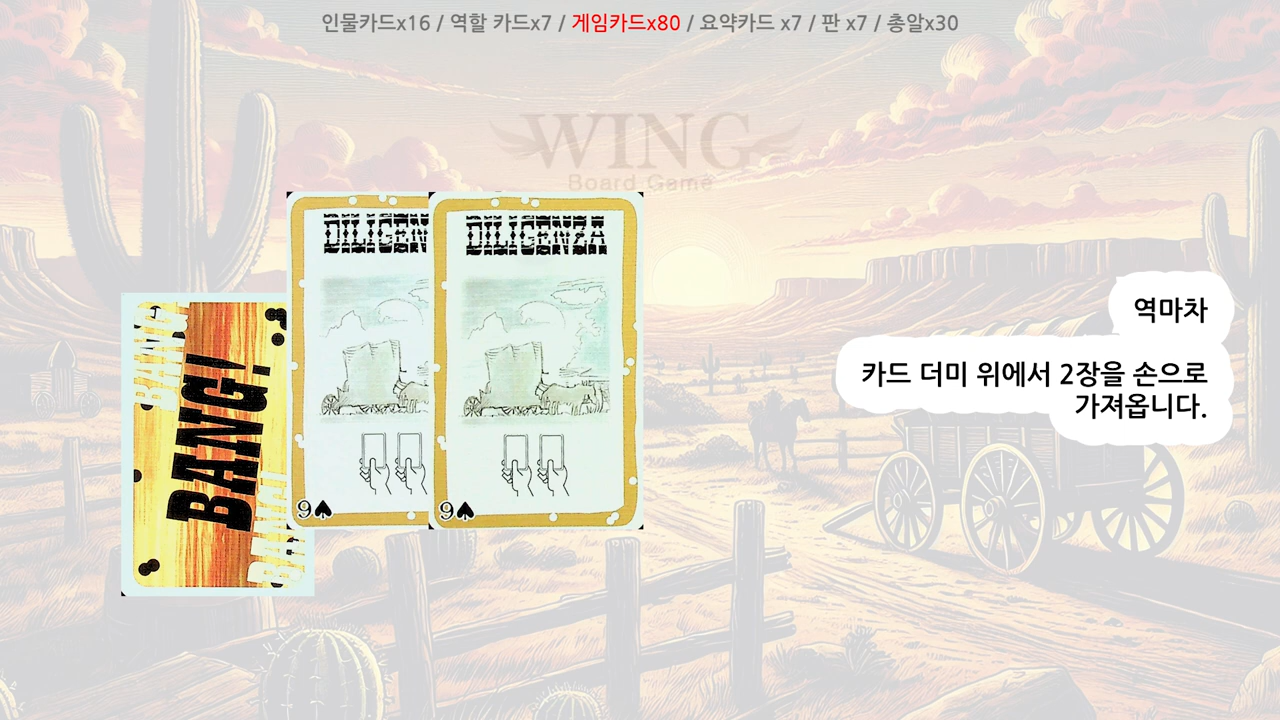 인물카드x16 / 역할 카드x7 / 게임카드x80 / 요약카드 x7 / 판 x7 / 총알x30
WING
Board Game
DILIGEN
DILIGENZA
역마차
카드 더미 위에서 2장을 손으로
가져옵니다.
BANG!
BANG!
BANG!
9♠
9♠